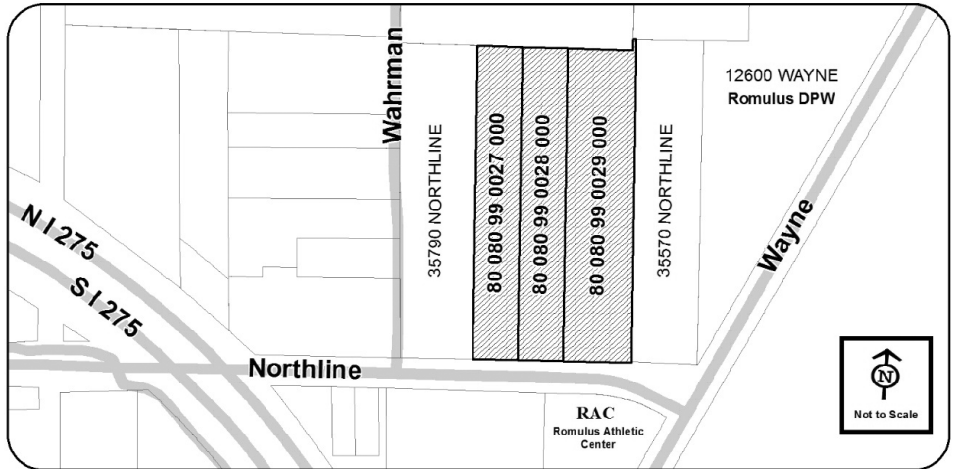 Wahrman
35790 NORTHLINE
80 080 99 0027 000
80 080 99 0028 000
80 080 99 0029 000
35570 NORTHLINE
12600 WAYNE
Romulus DPW
Wayne
N I 275
S I 275
Northline
RAC
Romulus Athletic
Center
N
Not to Scale